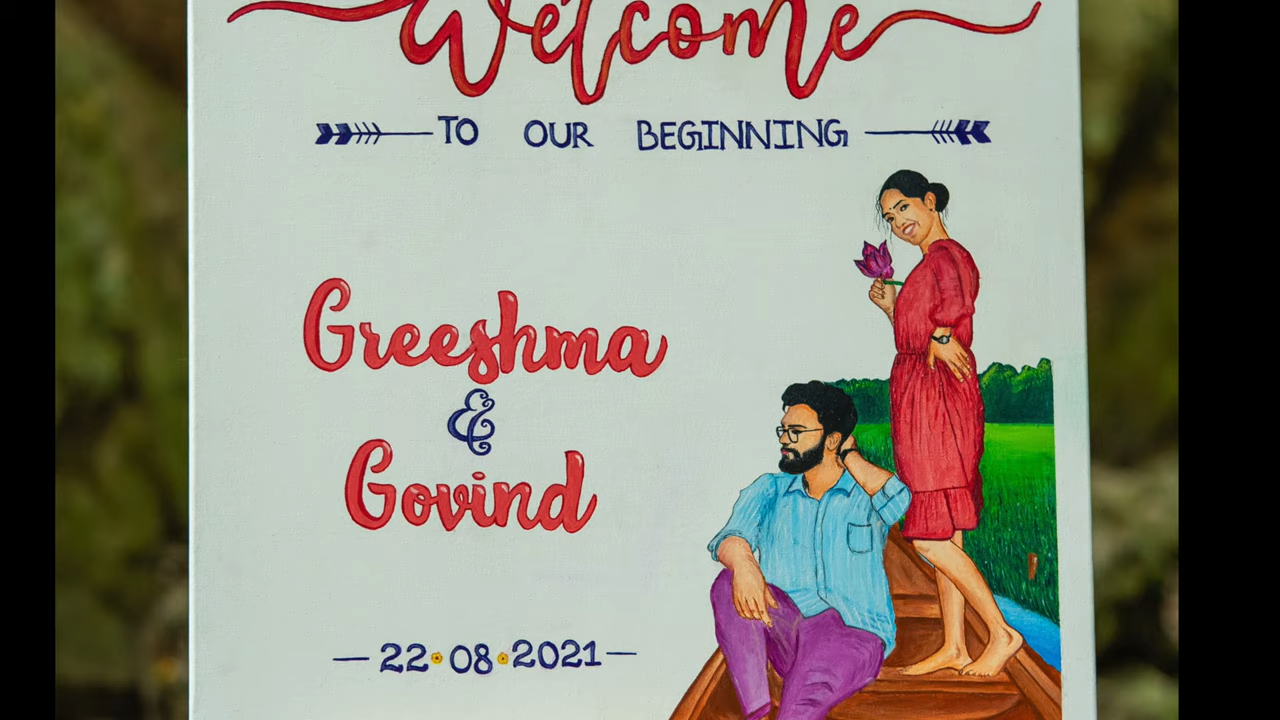 Welcome
TO OUR BEGINNING
Greeshma
&
Govind
22•08•2021